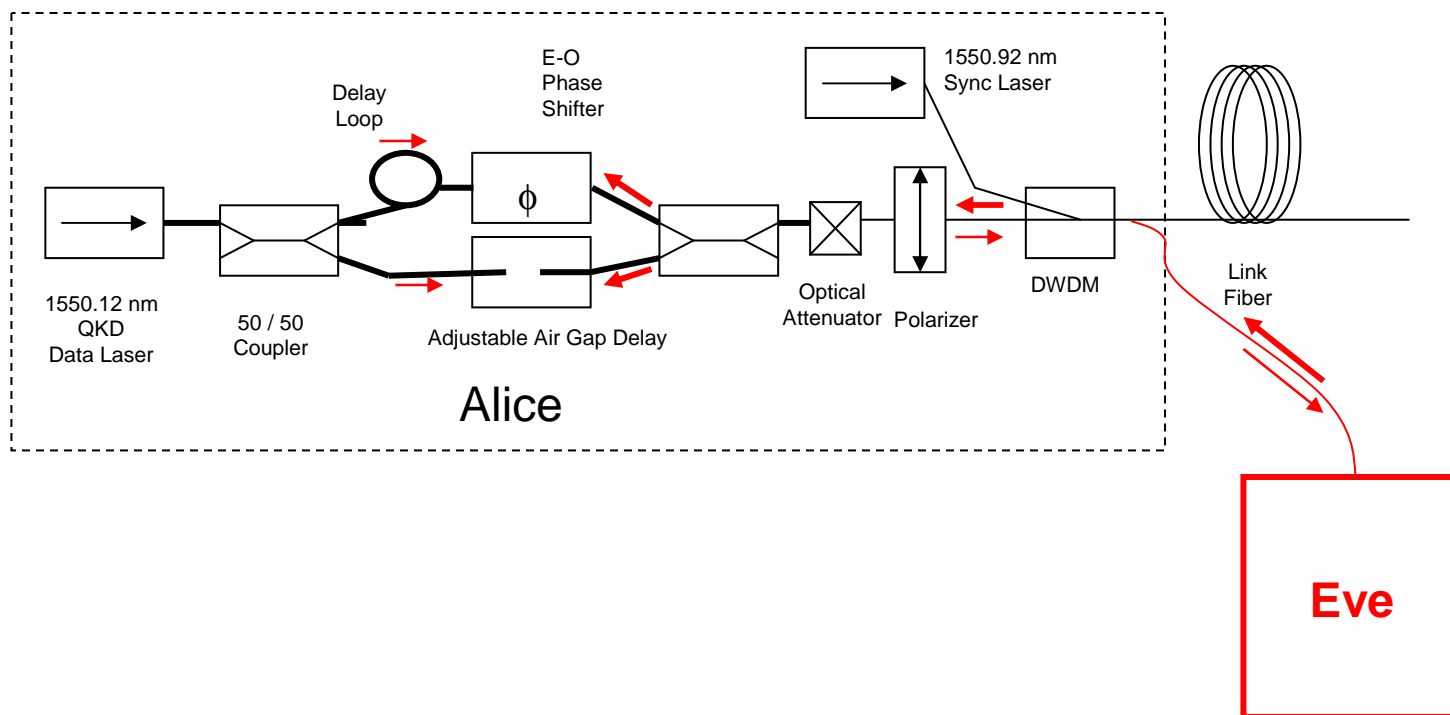 E-O
Phase
Shifter
1550.92 nm
Sync Laser
Delay
Loop
ϕ
1550.12 nm
QKD
Data Laser
50 / 50
Coupler
Adjustable Air Gap Delay
Optical
Attenuator
Polarizer
DWDM
Link
Fiber
Alice
Eve